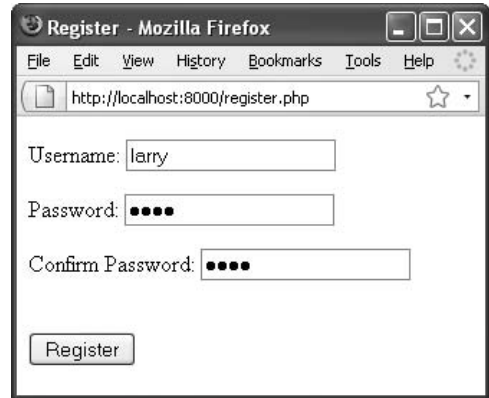 Register - Mozilla Firefox
File Edit View History Bookmarks Tools Help
http://localhost:8000/register.php
Username: larry
Password: ●●●●
Confirm Password: ●●●●
Register